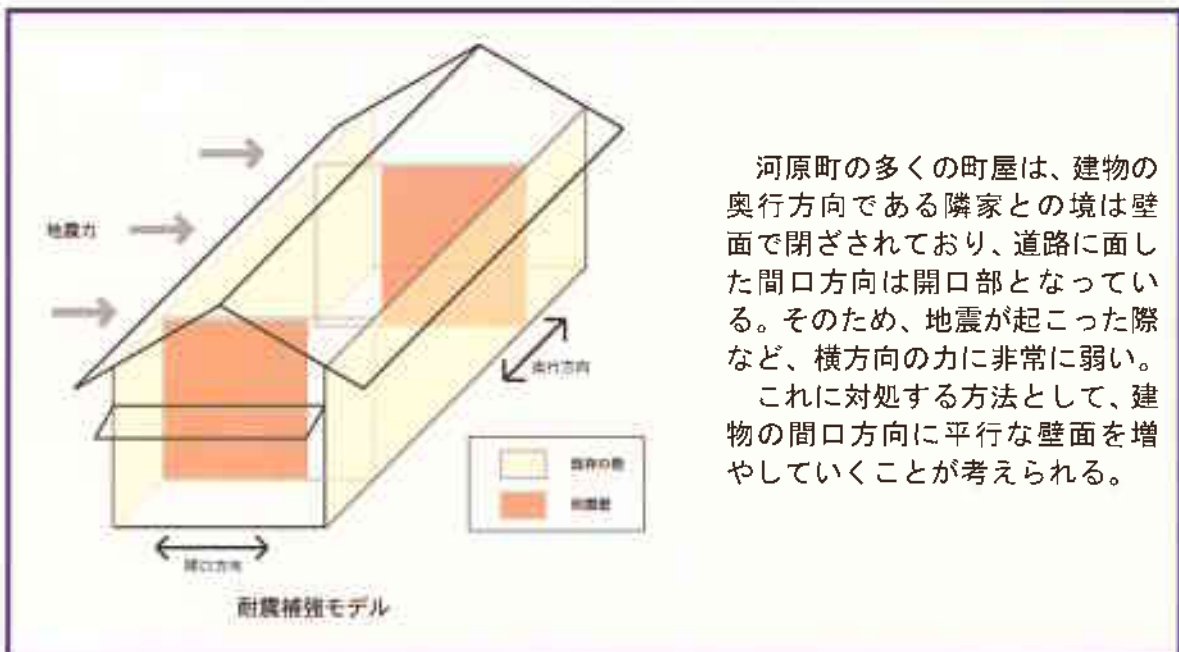 地震力
奥行方向
既存の壁
耐震壁
間口方向
耐震補強モデル
河原町の多くの町屋は、建物の
奥行方向である隣家との境は壁
面で閉ざされており、道路に面し
た間口方向は開口部となってい
る。そのため、地震が起こった際
など、横方向の力に非常に弱い。
これに対処する方法として、建
物の間口方向に平行な壁面を増
やしていくことが考えられる。